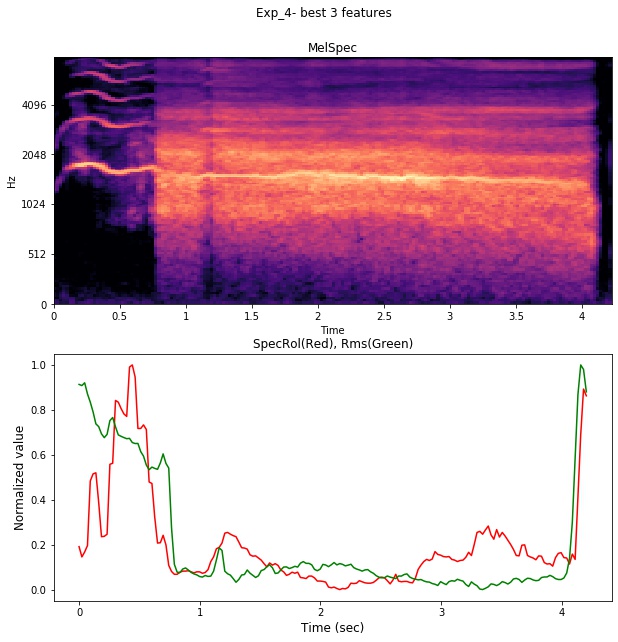 Exp_4- best 3 features
MelSpec
Hz
4096
2048
1024
512
0
0 0.5 1 1.5 2 2.5 3 3.5 4
Time
SpecRol(Red), Rms(Green)
Normalized value
1.0
0.8
0.6
0.4
0.2
0.0
0 1 2 3 4
Time (sec)